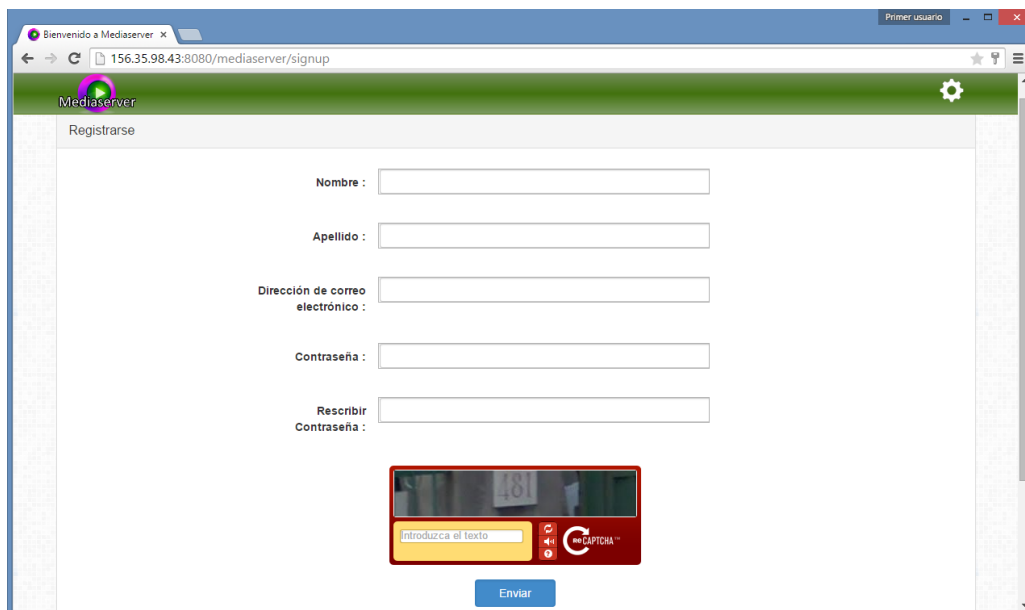 Primer usuario
Bienvenido a Mediaserver
156.35.98.43:8080/mediaserver/signup
Mediaserver
Registrarse
Nombre :
Apellido :
Dirección de correo
electrónico :
Contraseña :
Rescribir
Contraseña :
481
Introduzca el texto
reCAPTCHA™
Enviar